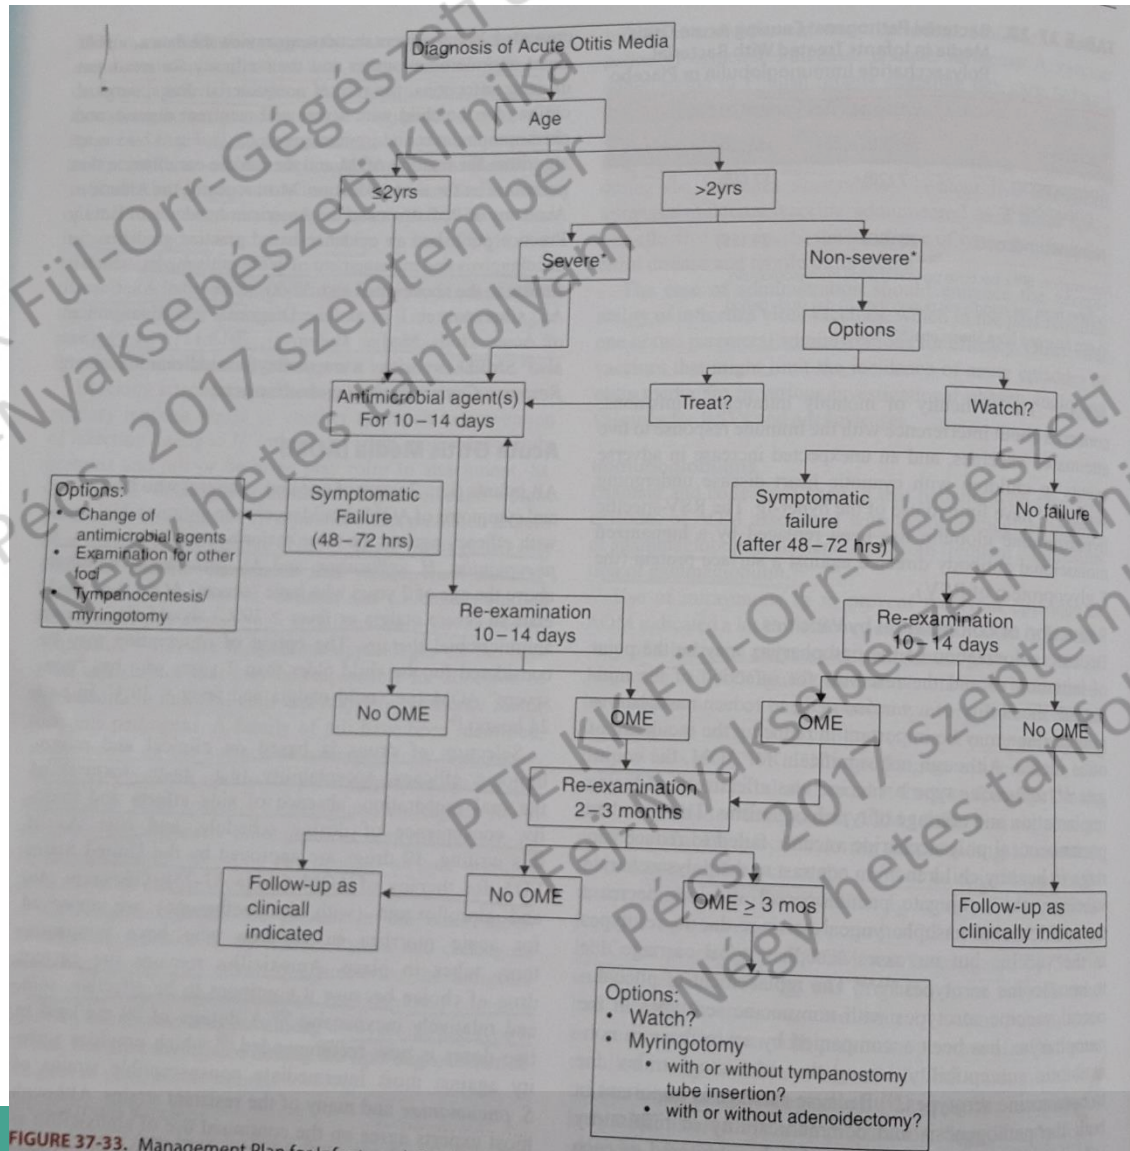 Diagnosis of Acute Otitis Media
Age
≤2yrs
>2yrs
Severe*
Non-severe*
Options
Antimicrobial agent(s)
For 10–14 days
Treat?
Watch?
Options:
• Change of
antimicrobial agents
• Examination for other
foci
• Tympanocentesis/
myringotomy
Symptomatic
Failure
(48–72 hrs)
Symptomatic
failure
(after 48–72 hrs)
No failure
Re-examination
10–14 days
Re-examination
10–14 days
No OME
OME
OME
No OME
Re-examination
2–3 months
Follow-up as
clinicall
indicated
No OME
OME ≥ 3 mos
Follow-up as
clinically indicated
Options:
• Watch?
• Myringotomy
• with or without tympanostomy
tube insertion?
• with or without adenoidectomy?
FIGURE 37-33. Management Plan for
Fül-Orr-Gégészeti
Nyaksebészeti Klinika
Pécs, 2017 szeptember
Négy hetes tanfolyam
PTE KK Fül-Orr-Gégészeti
Fej-Nyaksebészeti Klini
Pécs, 2017 szeptem
Négy hetes tanfol